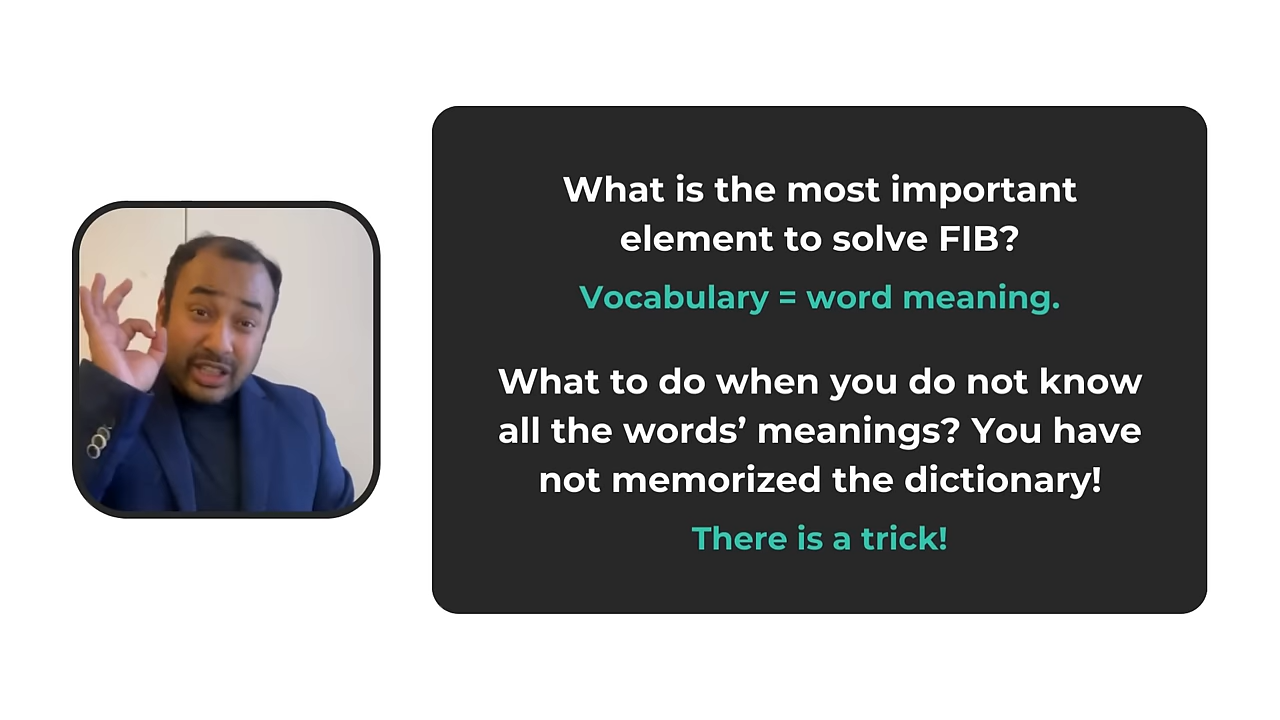 What is the most important
element to solve FIB?
Vocabulary = word meaning.
What to do when you do not know
all the words’ meanings? You have
not memorized the dictionary!
There is a trick!